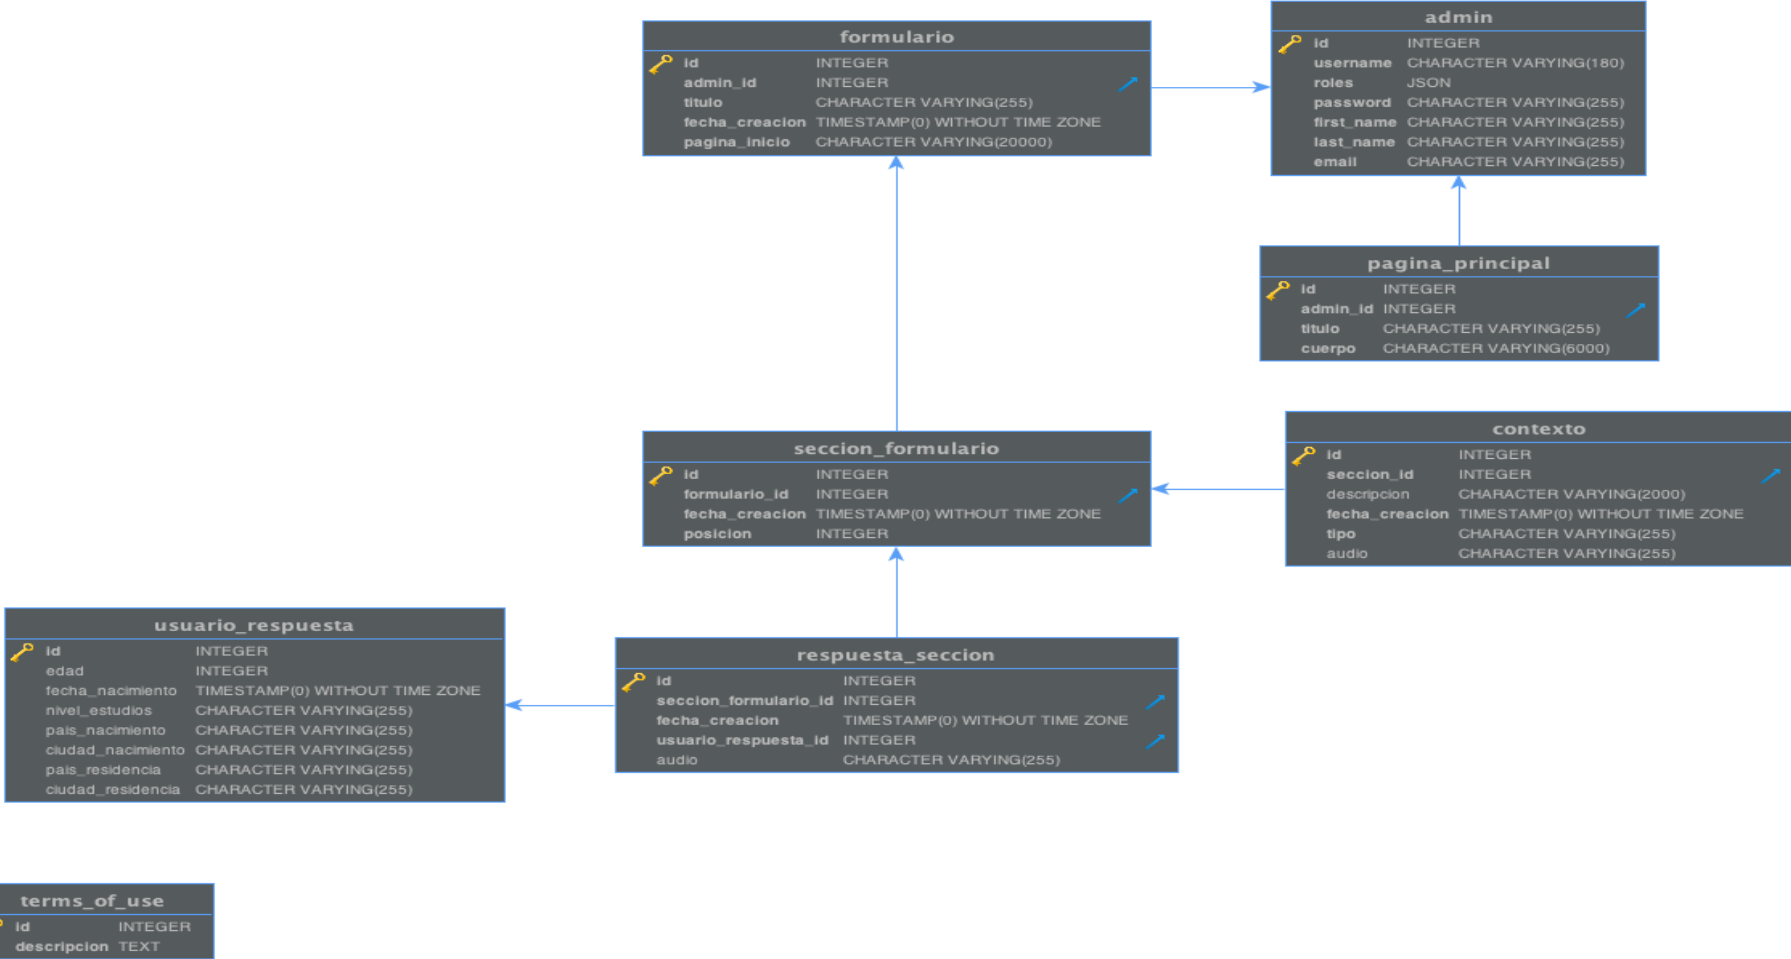 formulario
id INTEGER
admin_id INTEGER
titulo CHARACTER VARYING(255)
fecha_creacion TIMESTAMP(0) WITHOUT TIME ZONE
pagina_inicio CHARACTER VARYING(20000)
admin
id INTEGER
username CHARACTER VARYING(180)
roles JSON
password CHARACTER VARYING(255)
first_name CHARACTER VARYING(255)
last_name CHARACTER VARYING(255)
email CHARACTER VARYING(255)
pagina_principal
id INTEGER
admin_id INTEGER
titulo CHARACTER VARYING(255)
cuerpo CHARACTER VARYING(6000)
seccion_formulario
id INTEGER
formulario_id INTEGER
fecha_creacion TIMESTAMP(0) WITHOUT TIME ZONE
posicion INTEGER
contexto
id INTEGER
seccion_id INTEGER
descripcion CHARACTER VARYING(2000)
fecha_creacion TIMESTAMP(0) WITHOUT TIME ZONE
tipo CHARACTER VARYING(255)
audio CHARACTER VARYING(255)
usuario_respuesta
id INTEGER
edad INTEGER
fecha_nacimiento TIMESTAMP(0) WITHOUT TIME ZONE
nivel_estudios CHARACTER VARYING(255)
pais_nacimiento CHARACTER VARYING(255)
ciudad_nacimiento CHARACTER VARYING(255)
pais_residencia CHARACTER VARYING(255)
ciudad_residencia CHARACTER VARYING(255)
respuesta_seccion
id INTEGER
seccion_formulario_id INTEGER
fecha_creacion TIMESTAMP(0) WITHOUT TIME ZONE
usuario_respuesta_id INTEGER
audio CHARACTER VARYING(255)
terms_of_use
id INTEGER
descripcion TEXT